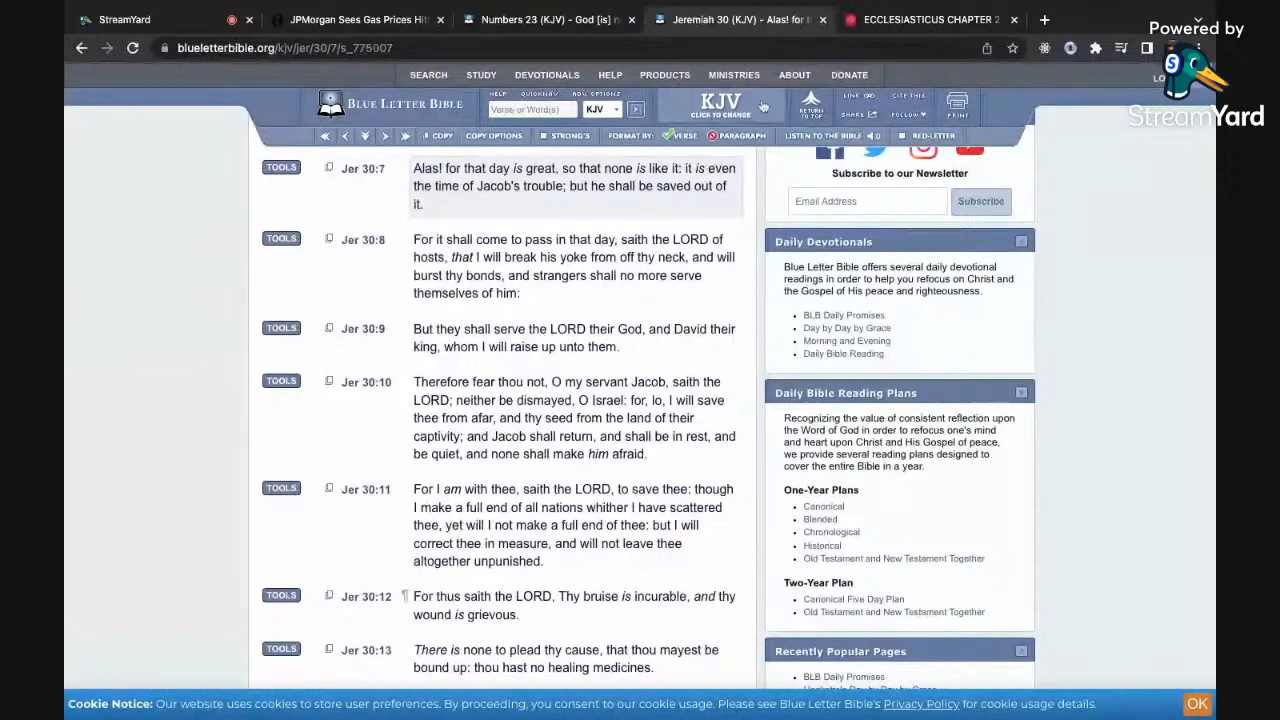 StreamYard
JPMorgan Sees Gas Prices Hit
Numbers 23 (KJV) - God [is] n
Jeremiah 30 (KJV) - Alas! for t
ECCLESIASTICUS CHAPTER 2
Powered by
StreamYard
blueletterbible.org/kjv/jer/30/7/s_775007
SEARCH STUDY DEVOTIONALS HELP PRODUCTS MINISTRIES ABOUT DONATE
LO
BLUE LETTER BIBLE
HELP QUICKNAV ADV. OPTIONS
Verse or Word(s) KJV
KJV
CLICK TO CHANGE
RETURN
TO TOP
LINK CITE THIS
SHARE FOLLOW
PRINT
COPY COPY OPTIONS STRONG'S FORMAT BY: VERSE PARAGRAPH LISTEN TO THE BIBLE RED-LETTER
TOOLS Jer 30:7 Alas! for that day is great, so that none is like it: it is even
the time of Jacob's trouble; but he shall be saved out of
it.
TOOLS Jer 30:8 For it shall come to pass in that day, saith the LORD of
hosts, that I will break his yoke from off thy neck, and will
burst thy bonds, and strangers shall no more serve
themselves of him:
TOOLS Jer 30:9 But they shall serve the LORD their God, and David their
king, whom I will raise up unto them.
TOOLS Jer 30:10 Therefore fear thou not, O my servant Jacob, saith the
LORD; neither be dismayed, O Israel: for, lo, I will save
thee from afar, and thy seed from the land of their
captivity; and Jacob shall return, and shall be in rest, and
be quiet, and none shall make him afraid.
TOOLS Jer 30:11 For I am with thee, saith the LORD, to save thee: though
I make a full end of all nations whither I have scattered
thee, yet will I not make a full end of thee: but I will
correct thee in measure, and will not leave thee
altogether unpunished.
TOOLS Jer 30:12 ¶ For thus saith the LORD, Thy bruise is incurable, and thy
wound is grievous.
TOOLS Jer 30:13 There is none to plead thy cause, that thou mayest be
bound up: thou hast no healing medicines.
Subscribe to our Newsletter
Email Address Subscribe
Daily Devotionals
Blue Letter Bible offers several daily devotional
readings in order to help you refocus on Christ and
the Gospel of His peace and righteousness.
BLB Daily Promises
Day by Day by Grace
Morning and Evening
Daily Bible Reading
Daily Bible Reading Plans
Recognizing the value of consistent reflection upon
the Word of God in order to refocus one's mind
and heart upon Christ and His Gospel of peace,
we provide several reading plans designed to
cover the entire Bible in a year.
One-Year Plans
Canonical
Blended
Chronological
Historical
Old Testament and New Testament Together
Two-Year Plan
Canonical Five Day Plan
Old Testament and New Testament Together
Recently Popular Pages
BLB Daily Promises
Cookie Notice: Our website uses cookies to store user preferences. By proceeding, you consent to our cookie usage. Please see Blue Letter Bible's Privacy Policy for cookie usage details. OK